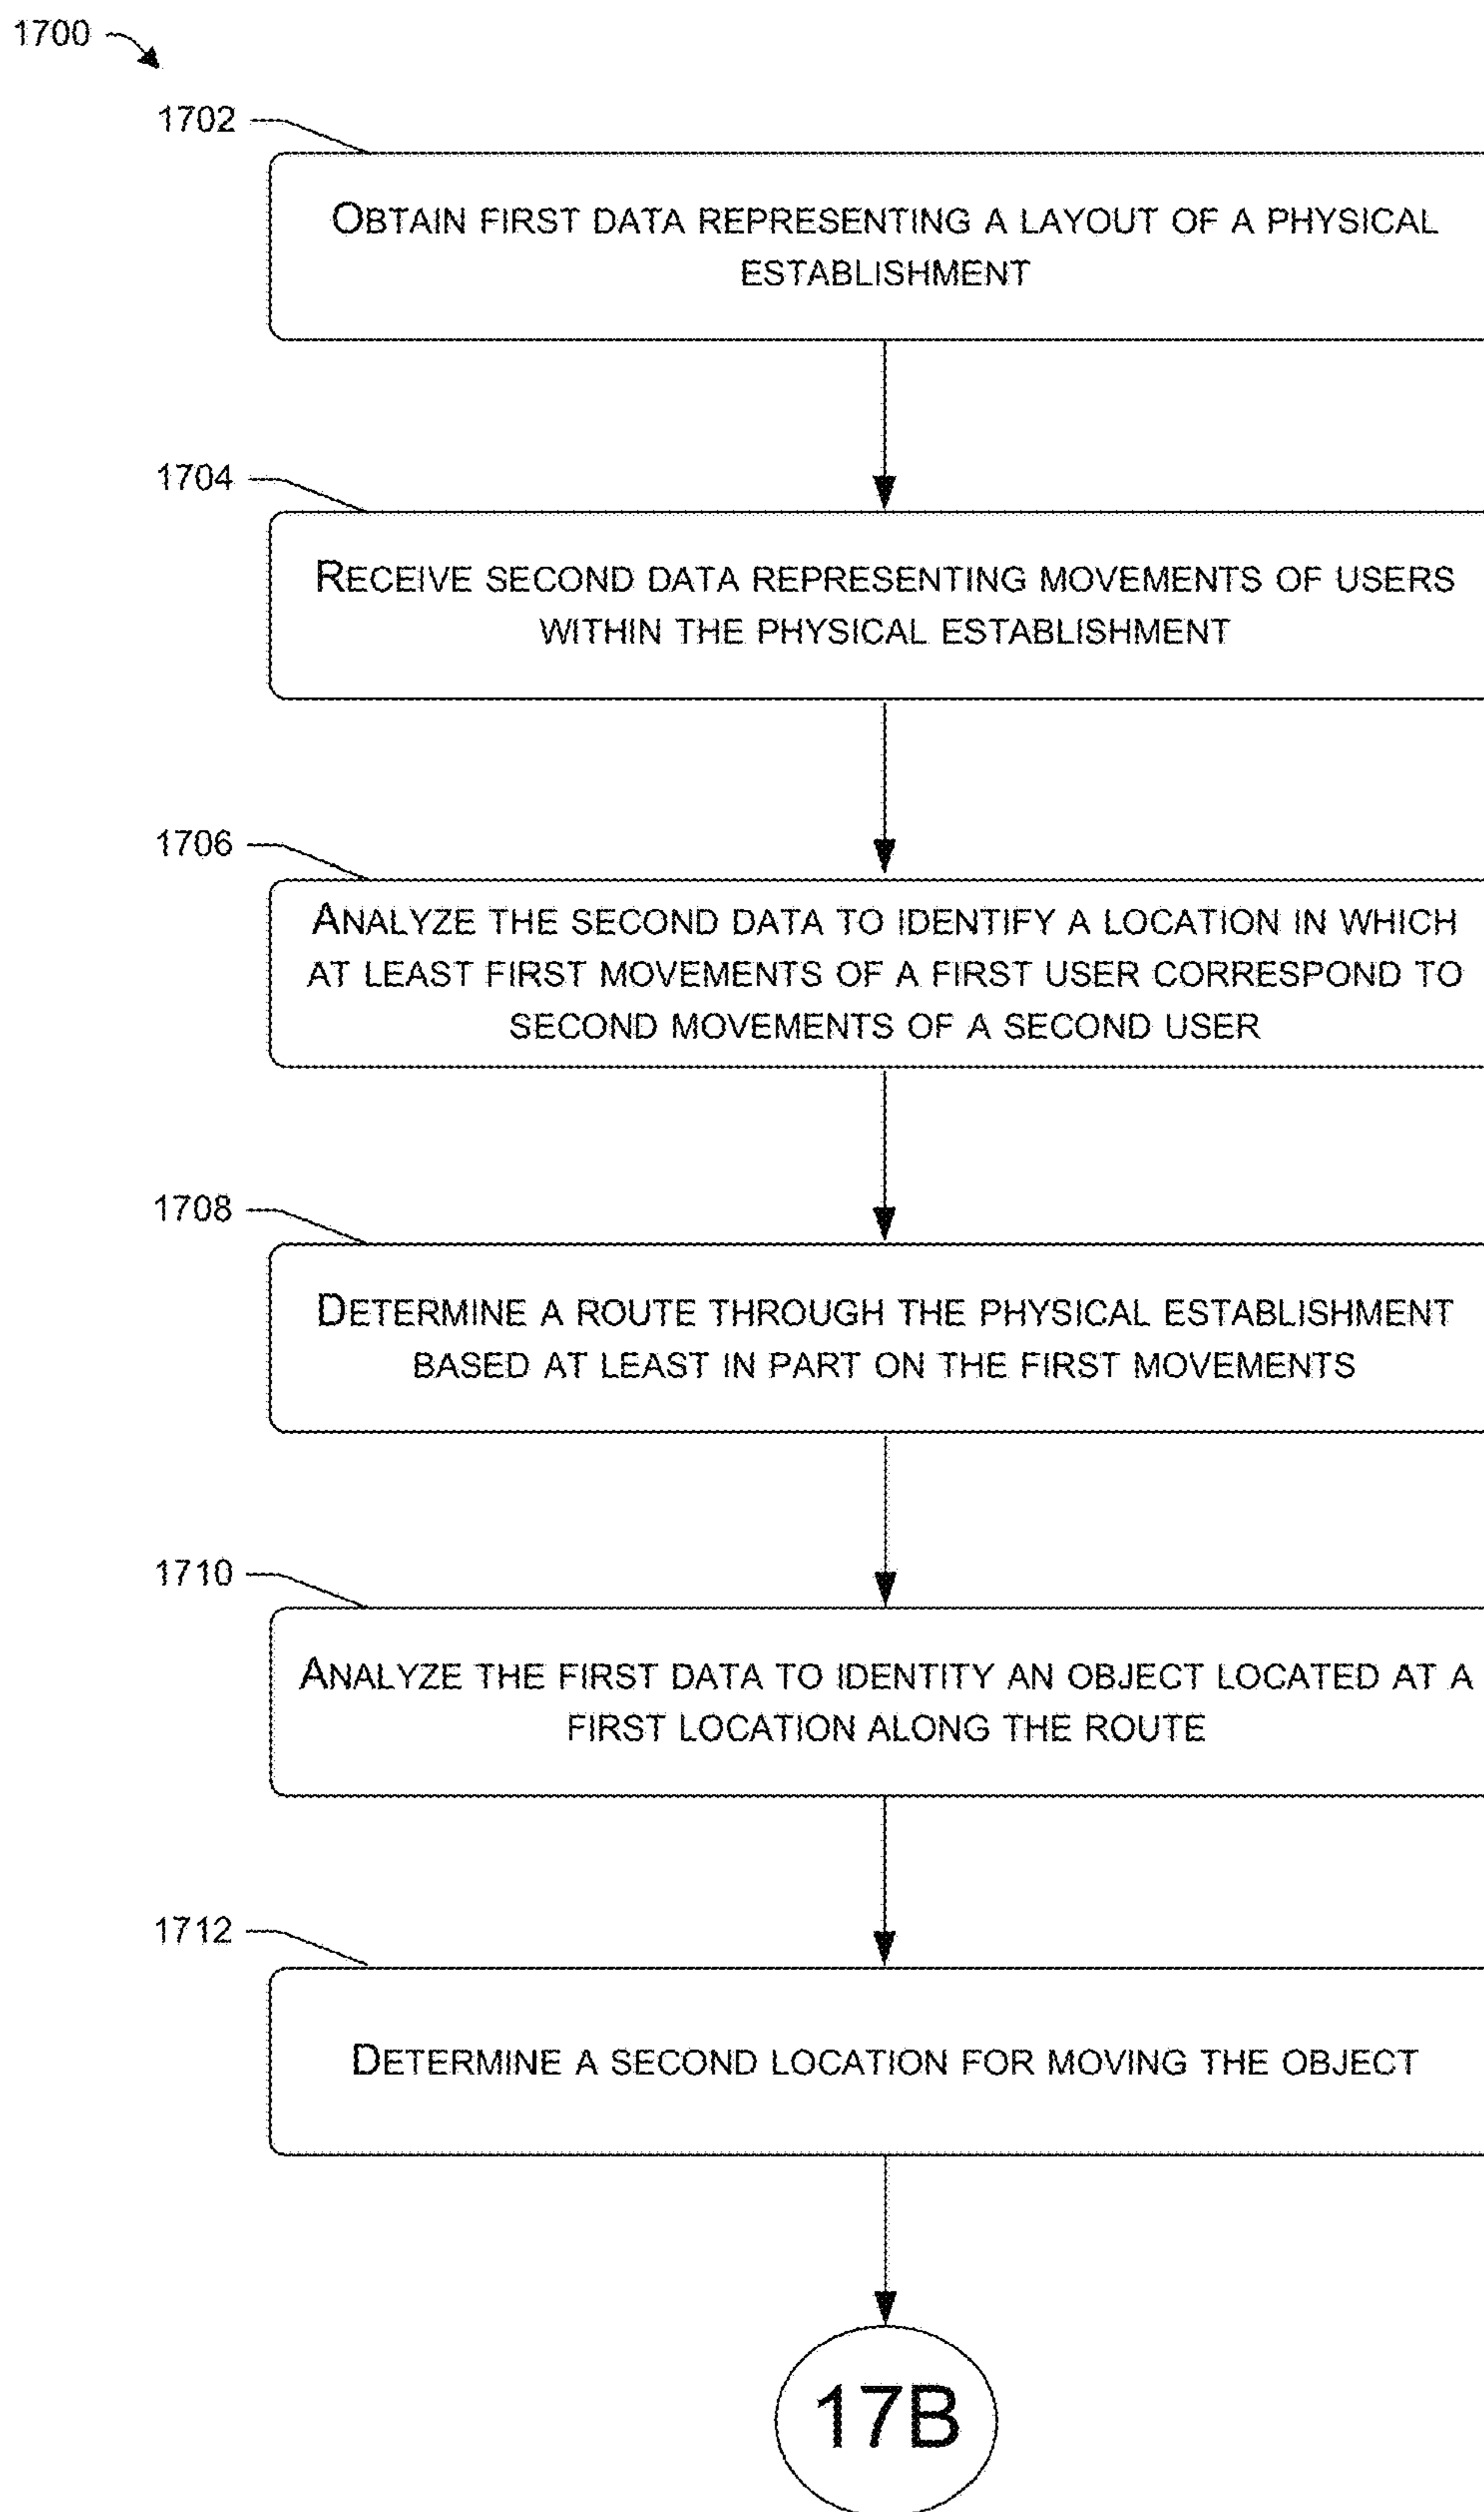 1700
1702
OBTAIN FIRST DATA REPRESENTING A LAYOUT OF A PHYSICAL
ESTABLISHMENT
1704
RECEIVE SECOND DATA REPRESENTING MOVEMENTS OF USERS
WITHIN THE PHYSICAL ESTABLISHMENT
1706
ANALYZE THE SECOND DATA TO IDENTIFY A LOCATION IN WHICH
AT LEAST FIRST MOVEMENTS OF A FIRST USER CORRESPOND TO
SECOND MOVEMENTS OF A SECOND USER
1708
DETERMINE A ROUTE THROUGH THE PHYSICAL ESTABLISHMENT
BASED AT LEAST IN PART ON THE FIRST MOVEMENTS
1710
ANALYZE THE FIRST DATA TO IDENTITY AN OBJECT LOCATED AT A
FIRST LOCATION ALONG THE ROUTE
1712
DETERMINE A SECOND LOCATION FOR MOVING THE OBJECT
17B